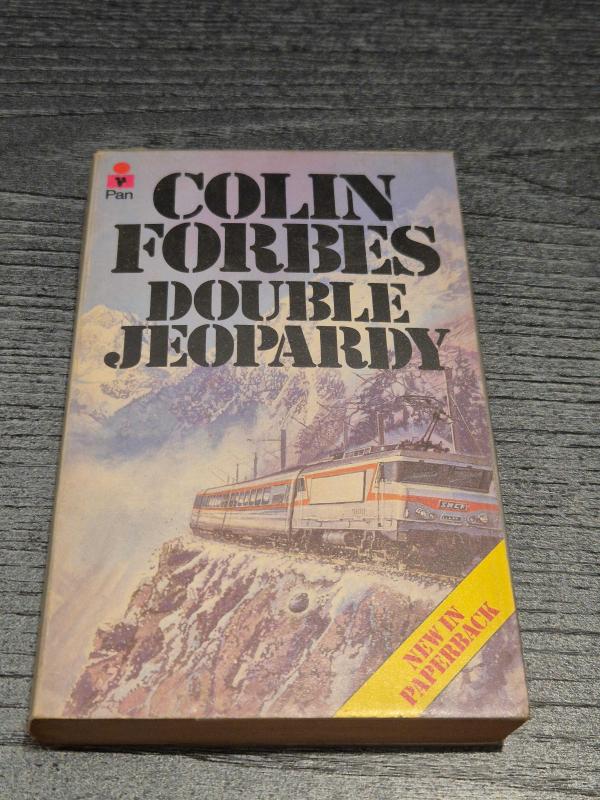 Pan
COLIN
FORBES
DOUBLE
JEOPARDY
SNCF
NEW IN
PAPERBACK